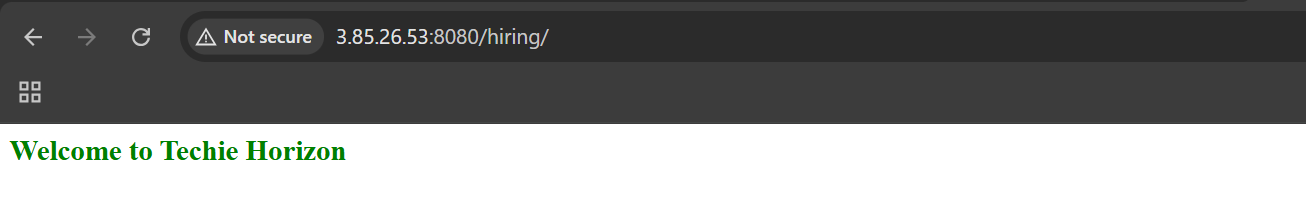 Not secure 3.85.26.53:8080/hiring/
Welcome to Techie Horizon